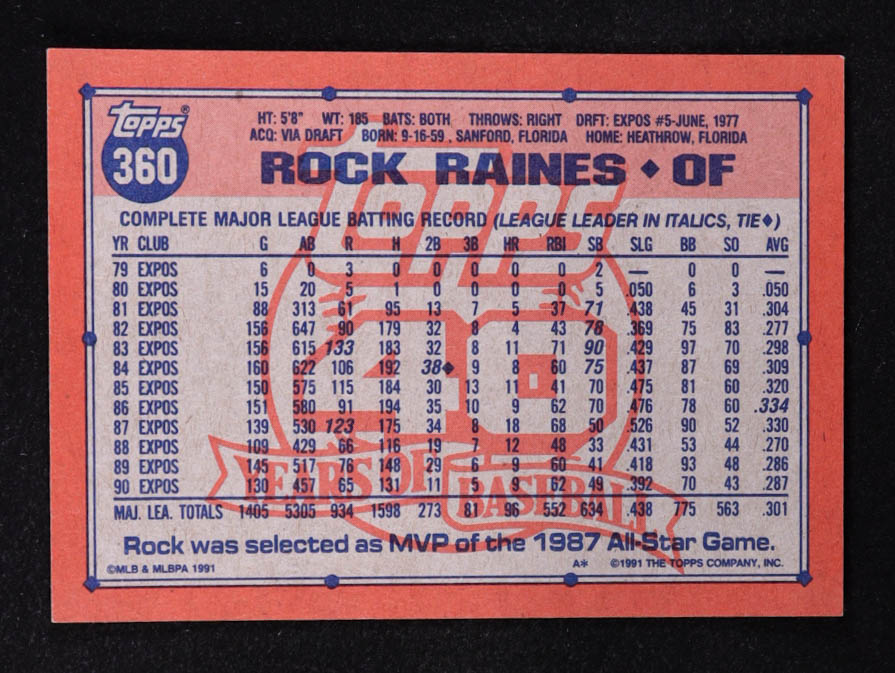 Topps®
360
HT: 5'8" WT: 185 BATS: BOTH THROWS: RIGHT DRFT: EXPOS #5-JUNE, 1977
ACQ: VIA DRAFT BORN: 9-16-59, SANFORD, FLORIDA HOME: HEATHROW, FLORIDA
ROCK RAINES ◆ OF
COMPLETE MAJOR LEAGUE BATTING RECORD (LEAGUE LEADER IN ITALICS, TIE◆)
YR CLUB G AB R H 2B 3B HR RBI SB SLG BB SO AVG
79 EXPOS 6 0 3 0 0 0 0 0 2 — 0 0 —
80 EXPOS 15 20 5 1 0 0 0 0 5 .050 6 3 .050
81 EXPOS 88 313 61 95 13 7 5 37 71 .438 45 31 .304
82 EXPOS 156 647 90 179 32 8 4 43 78 .369 75 83 .277
83 EXPOS 156 615 133 183 32 8 11 71 90 .429 97 70 .298
84 EXPOS 160 622 106 192 38◆ 9 8 60 75 .437 87 69 .309
85 EXPOS 150 575 115 184 30 13 11 41 70 .475 81 60 .320
86 EXPOS 151 580 91 194 35 10 9 62 70 .476 78 60 .334
87 EXPOS 139 530 123 175 34 8 18 68 50 .526 90 52 .330
88 EXPOS 109 429 66 116 19 7 12 48 33 .431 53 44 .270
89 EXPOS 145 517 76 148 29 6 9 60 41 .418 93 48 .286
90 EXPOS 130 457 65 131 11 5 9 62 49 .392 70 43 .287
MAJ. LEA. TOTALS 1405 5305 934 1598 273 81 96 552 634 .438 775 563 .301
Topps
40
YEARS OF BASEBALL
Rock was selected as MVP of the 1987 All-Star Game.
©MLB & MLBPA 1991 A* ©1991 THE TOPPS COMPANY, INC.